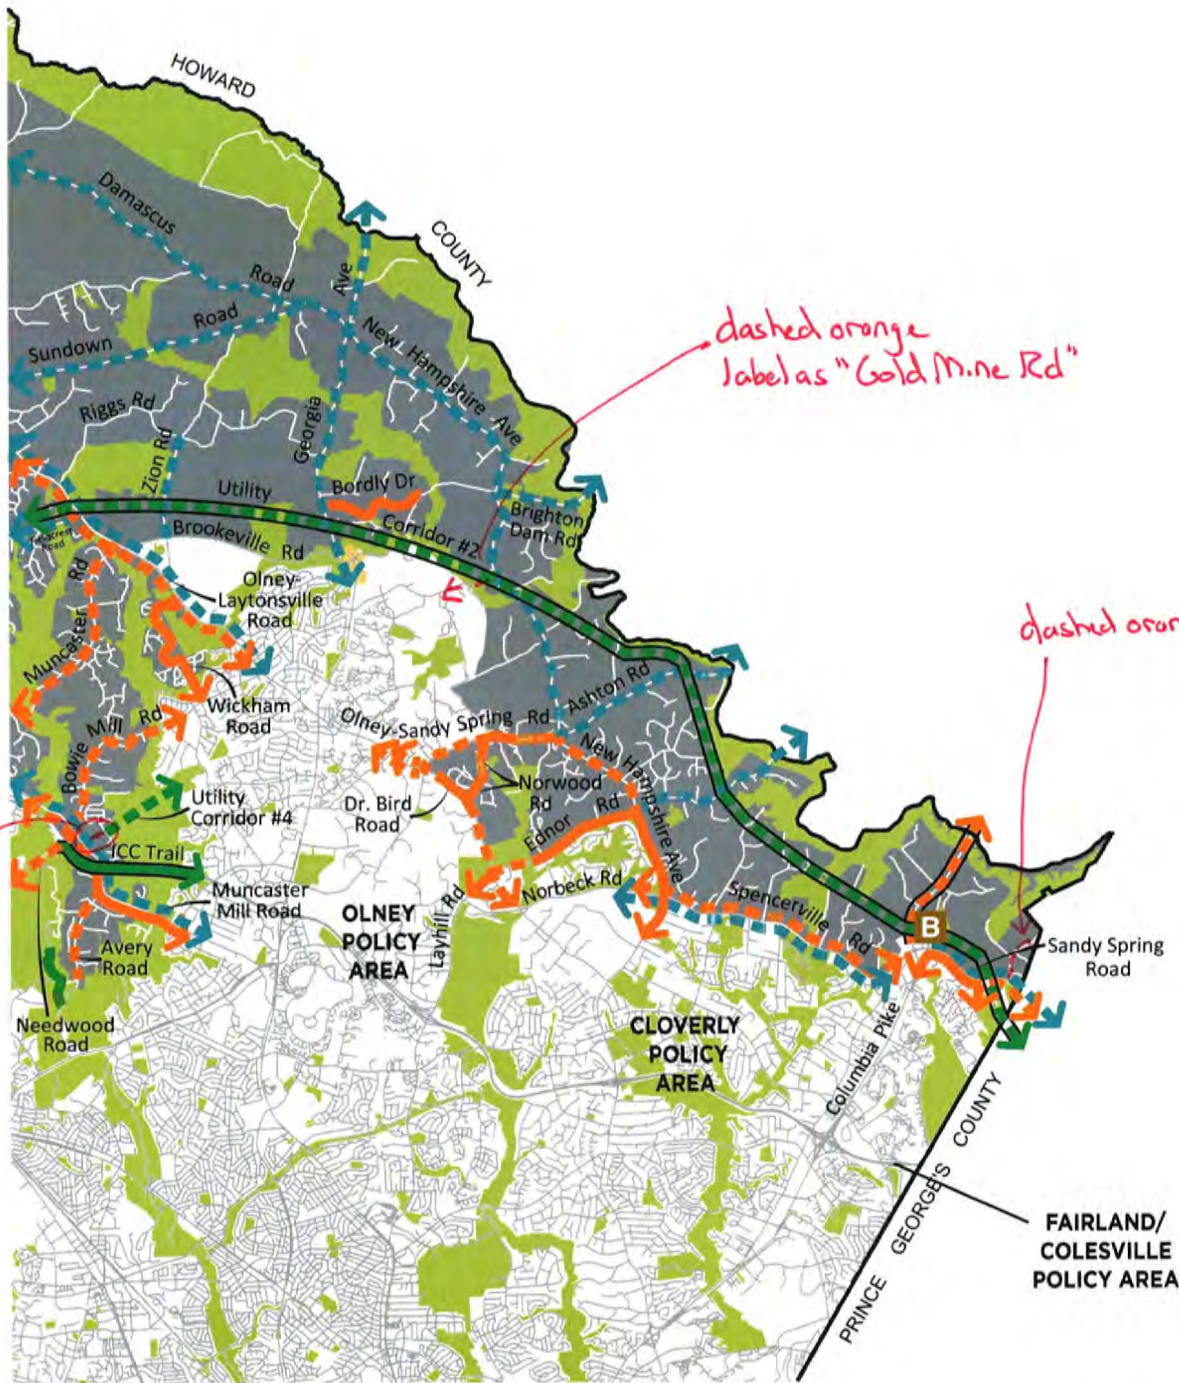 HOWARD
COUNTY
Damascus
Road
Ave
Road
Sundown
New Hampshire Ave
dashed orange
label as "Gold Mine Rd"
Riggs Rd
Zion Rd
Georgia
Utility
Bordly Dr
Corridor #2
Brighton
Dam Rd
Brookeville Rd
Road
Olney-
Laytonsville
Road
Muncaster
Rd
dashed oran
Wickham
Road
Bowie
Mill Rd
Olney-Sandy Spring Rd
Ashton Rd
New Hampshire Ave
Norwood
Rd
Dr. Bird
Road
Ednor Rd
Utility
Corridor #4
ICC Trail
Muncaster
Mill Road
Norbeck Rd
Layhill Rd
Spencerville
Rd
B
Avery
Road
OLNEY
POLICY
AREA
Sandy Spring
Road
Needwood
Road
CLOVERLY
POLICY
AREA
Columbia Pike
PRINCE GEORGE'S COUNTY
FAIRLAND/
COLESVILLE
POLICY AREA